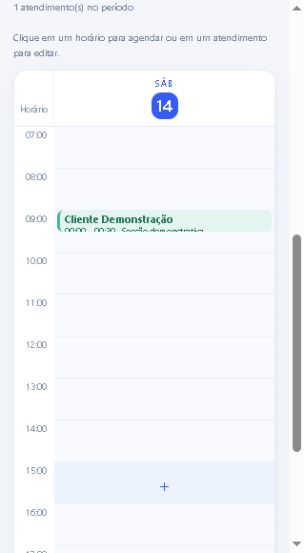 1 atendimento(s) no período
Clique em um horário para agendar ou em um atendimento
para editar.
SÁB
14
Horário
07:00
08:00
09:00
Cliente Demonstração
10:00
11:00
12:00
13:00
14:00
15:00
+
16:00